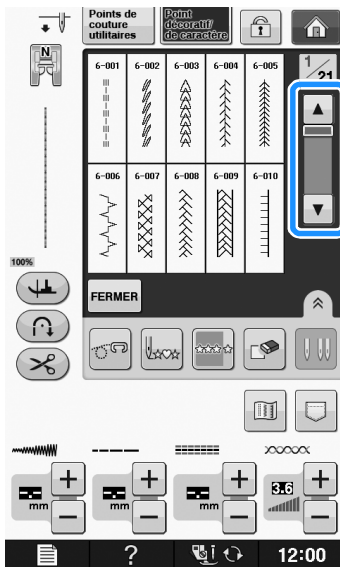 Points de couture utilitaires
Point décoratif/ de caractère
N
6-001 6-002 6-003 6-004 6-005
1/21
6-006 6-007 6-008 6-009 6-010
100%
FERMER
3.6
+ + + +
mm mm mm
− − − −
? 12:00